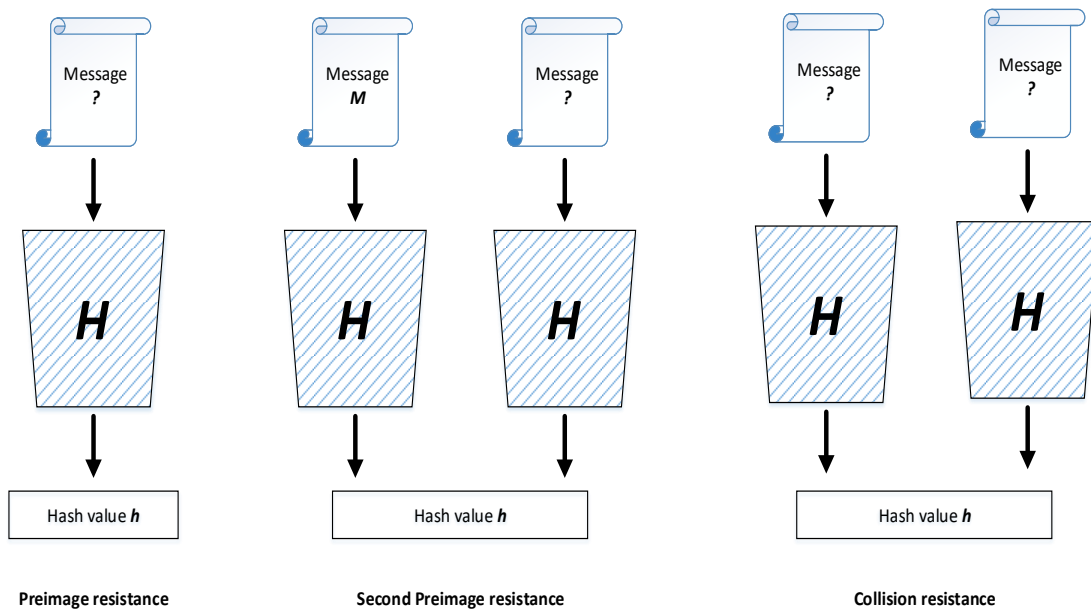 Message
?
H
Hash value h
Preimage resistance
Message
M
Message
?
H
H
Hash value h
Second Preimage resistance
Message
?
Message
?
H
H
Hash value h
Collision resistance